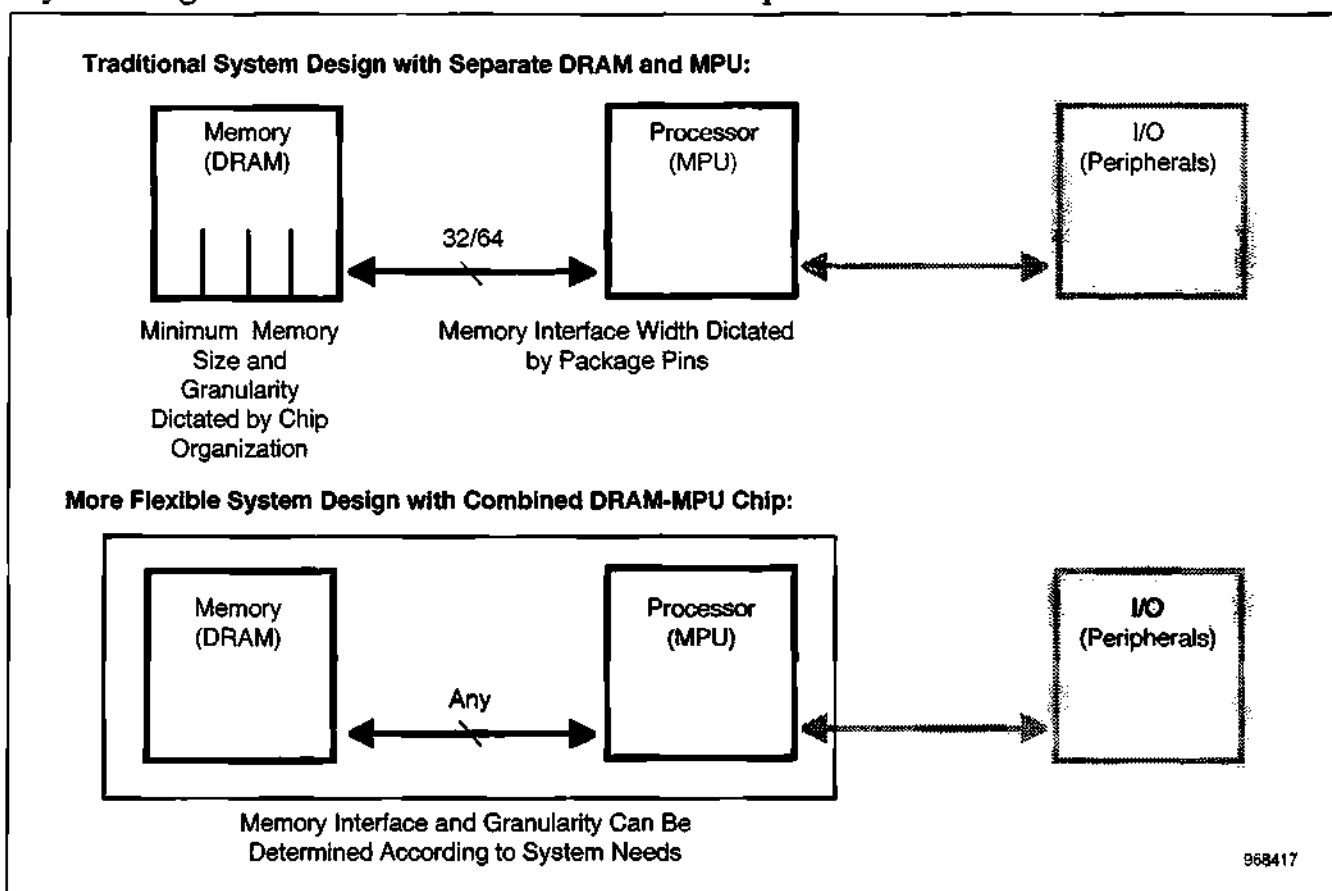 Traditional System Design with Separate DRAM and MPU:
Memory
(DRAM)
Processor
(MPU)
I/O
(Peripherals)
32/64
Minimum Memory
Size and
Granularity
Dictated by Chip
Organization
Memory Interface Width Dictated
by Package Pins
More Flexible System Design with Combined DRAM-MPU Chip:
Memory
(DRAM)
Processor
(MPU)
I/O
(Peripherals)
Any
Memory Interface and Granularity Can Be
Determined According to System Needs
968417